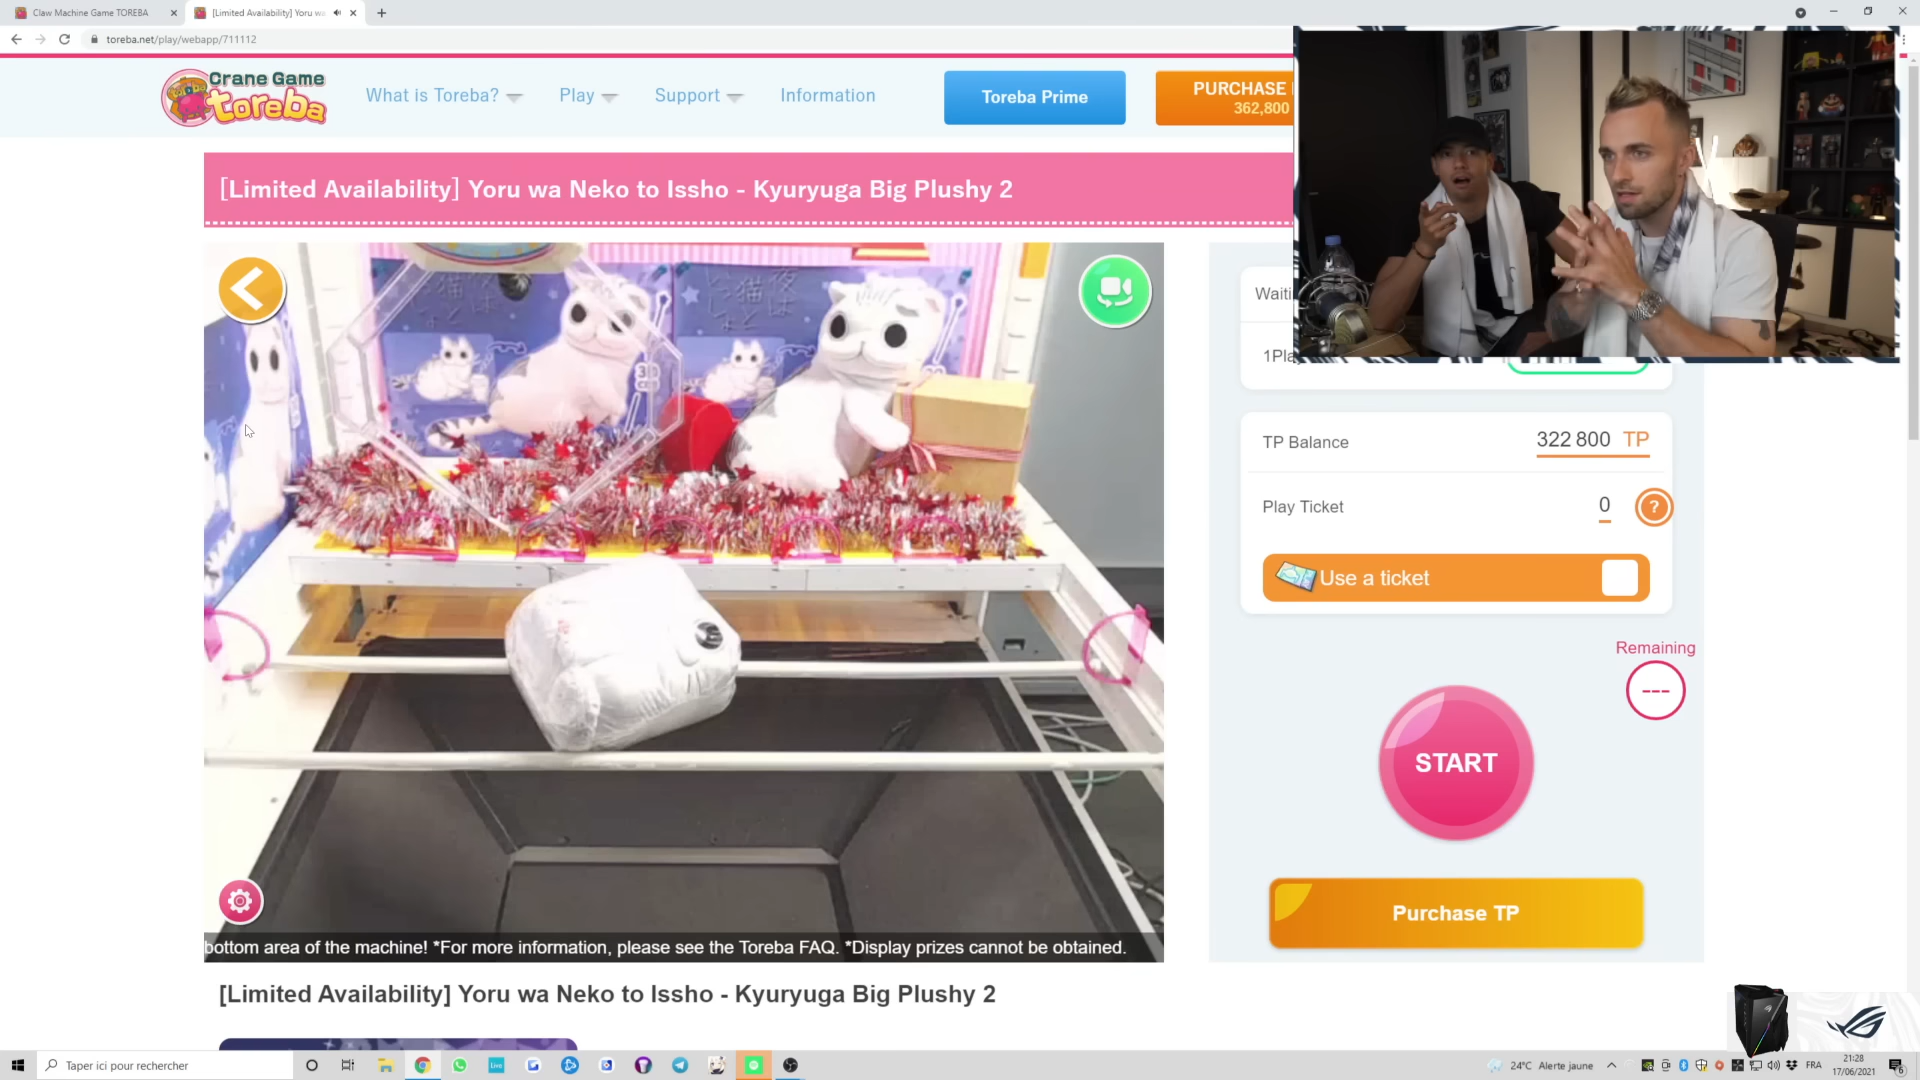 Claw Machine Game TOREBA
[Limited Availability] Yoru wa
toreba.net/play/webapp/711112
Crane Game
toreba
What is Toreba?
Play
Support
Information
Toreba Prime
PURCHASE
362,800
[Limited Availability] Yoru wa Neko to Issho - Kyuryuga Big Plushy 2
Waiti
1Pla
TP Balance
322 800 TP
Play Ticket
0
?
Use a ticket
Remaining
---
START
Purchase TP
bottom area of the machine! *For more information, please see the Toreba FAQ. *Display prizes cannot be obtained.
[Limited Availability] Yoru wa Neko to Issho - Kyuryuga Big Plushy 2
Taper ici pour rechercher
Live
24°C Alerte jaune
FRA
21:28
17/06/2021